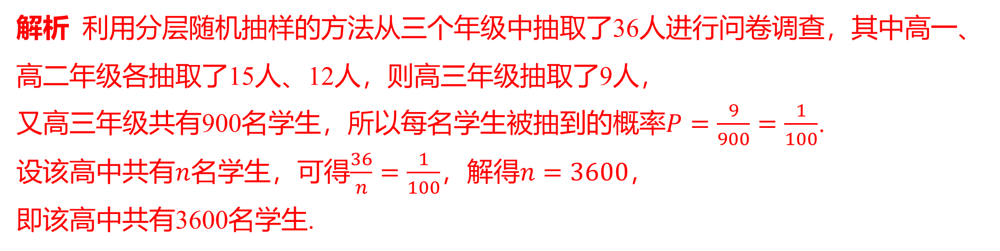 解析 利用分层随机抽样的方法从三个年级中抽取了36人进行问卷调查，其中高一、
高二年级各抽取了15人、12人，则高三年级抽取了9人，
又高三年级共有900名学生，所以每名学生被抽到的概率P = 9/900 = 1/100.
设该高中共有n名学生，可得36/n = 1/100，解得n = 3600，
即该高中共有3600名学生.